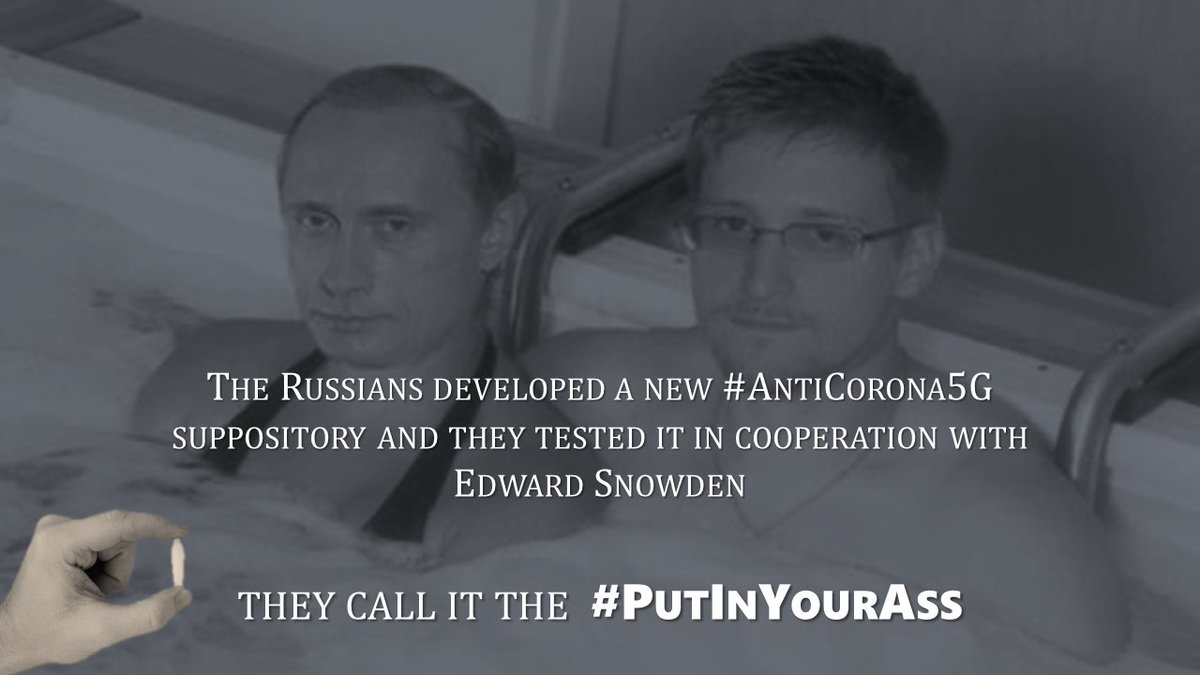 The Russians developed a new #AntiCorona5G
suppository and they tested it in cooperation with
Edward Snowden
they call it the #PutInYourAss